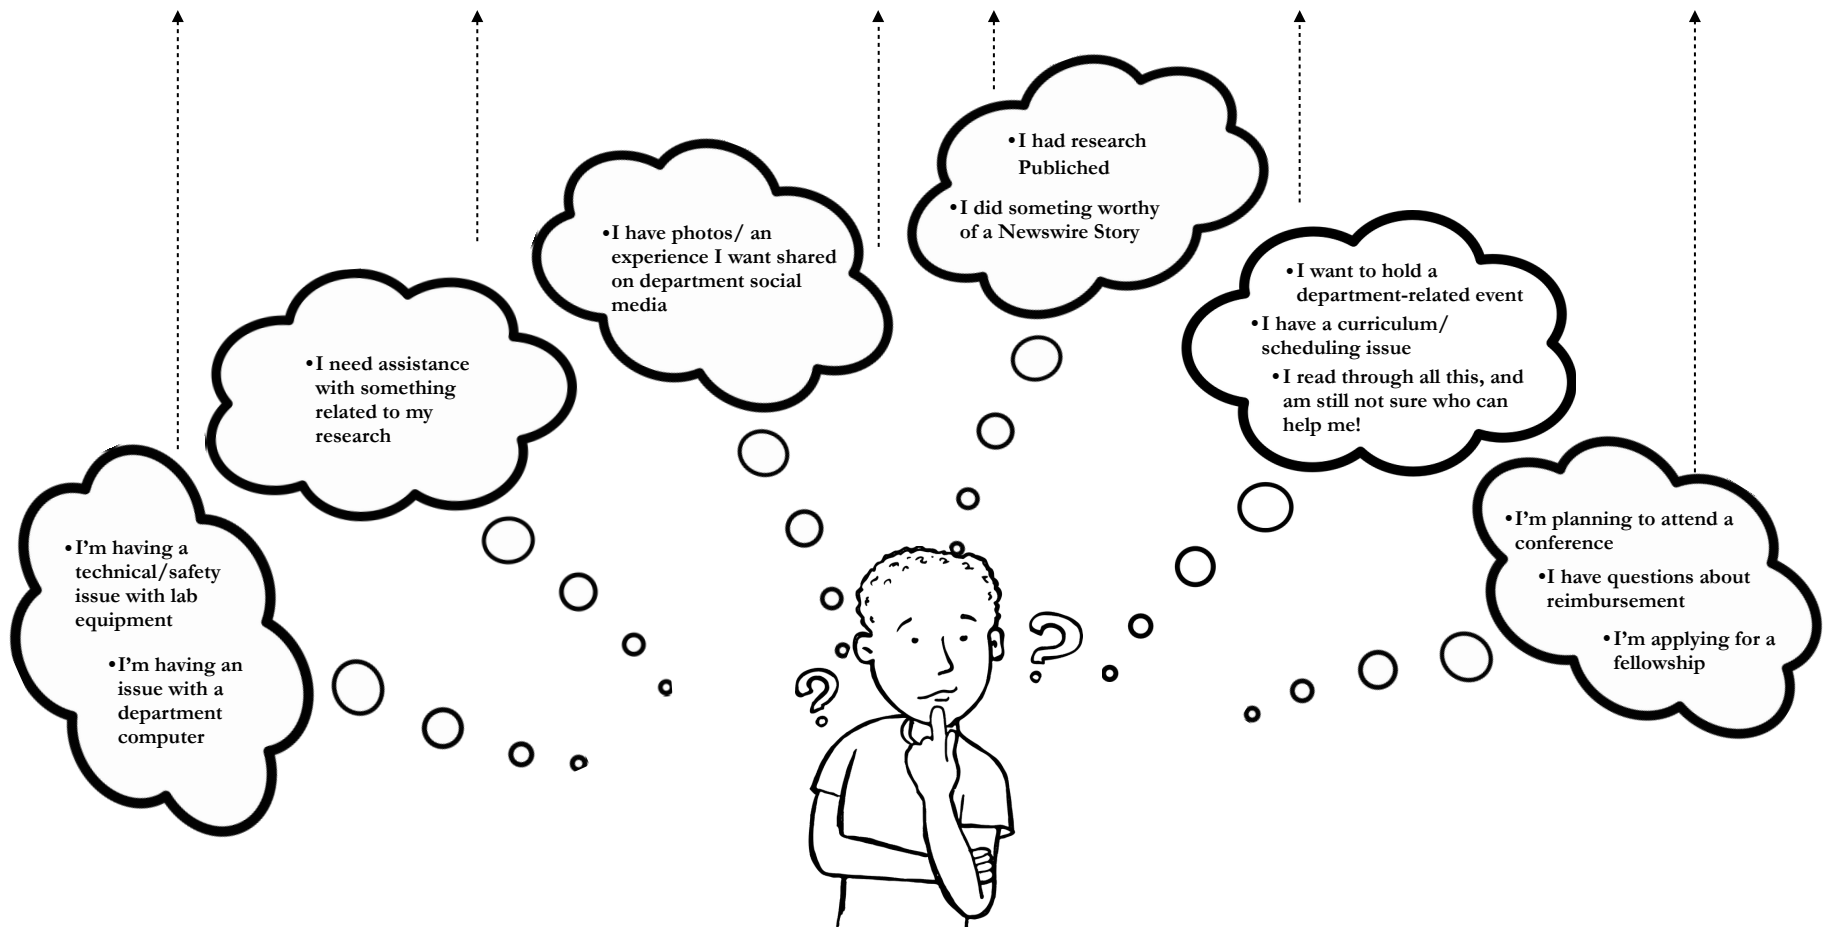 •I'm having a
technical/safety
issue with lab
equipment
•I'm having an
issue with a
department
computer
•I need assistance
with something
related to my
research
•I have photos/ an
experience I want shared
on department social
media
•I had research
Publiched
•I did someting worthy
of a Newswire Story
•I want to hold a
department-related event
•I have a curriculum/
scheduling issue
•I read through all this, and
am still not sure who can
help me!
•I'm planning to attend a
conference
•I have questions about
reimbursement
•I'm applying for a
fellowship
?
?